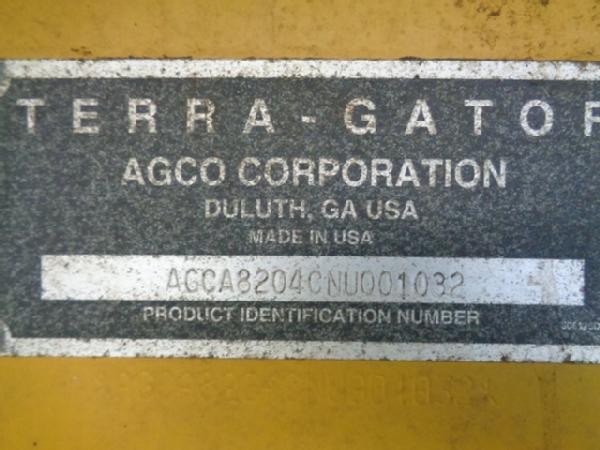 TERRA-GATOR
AGCO CORPORATION
DULUTH, GA USA
MADE IN USA
AGCA8204CNU001032
PRODUCT IDENTIFICATION NUMBER